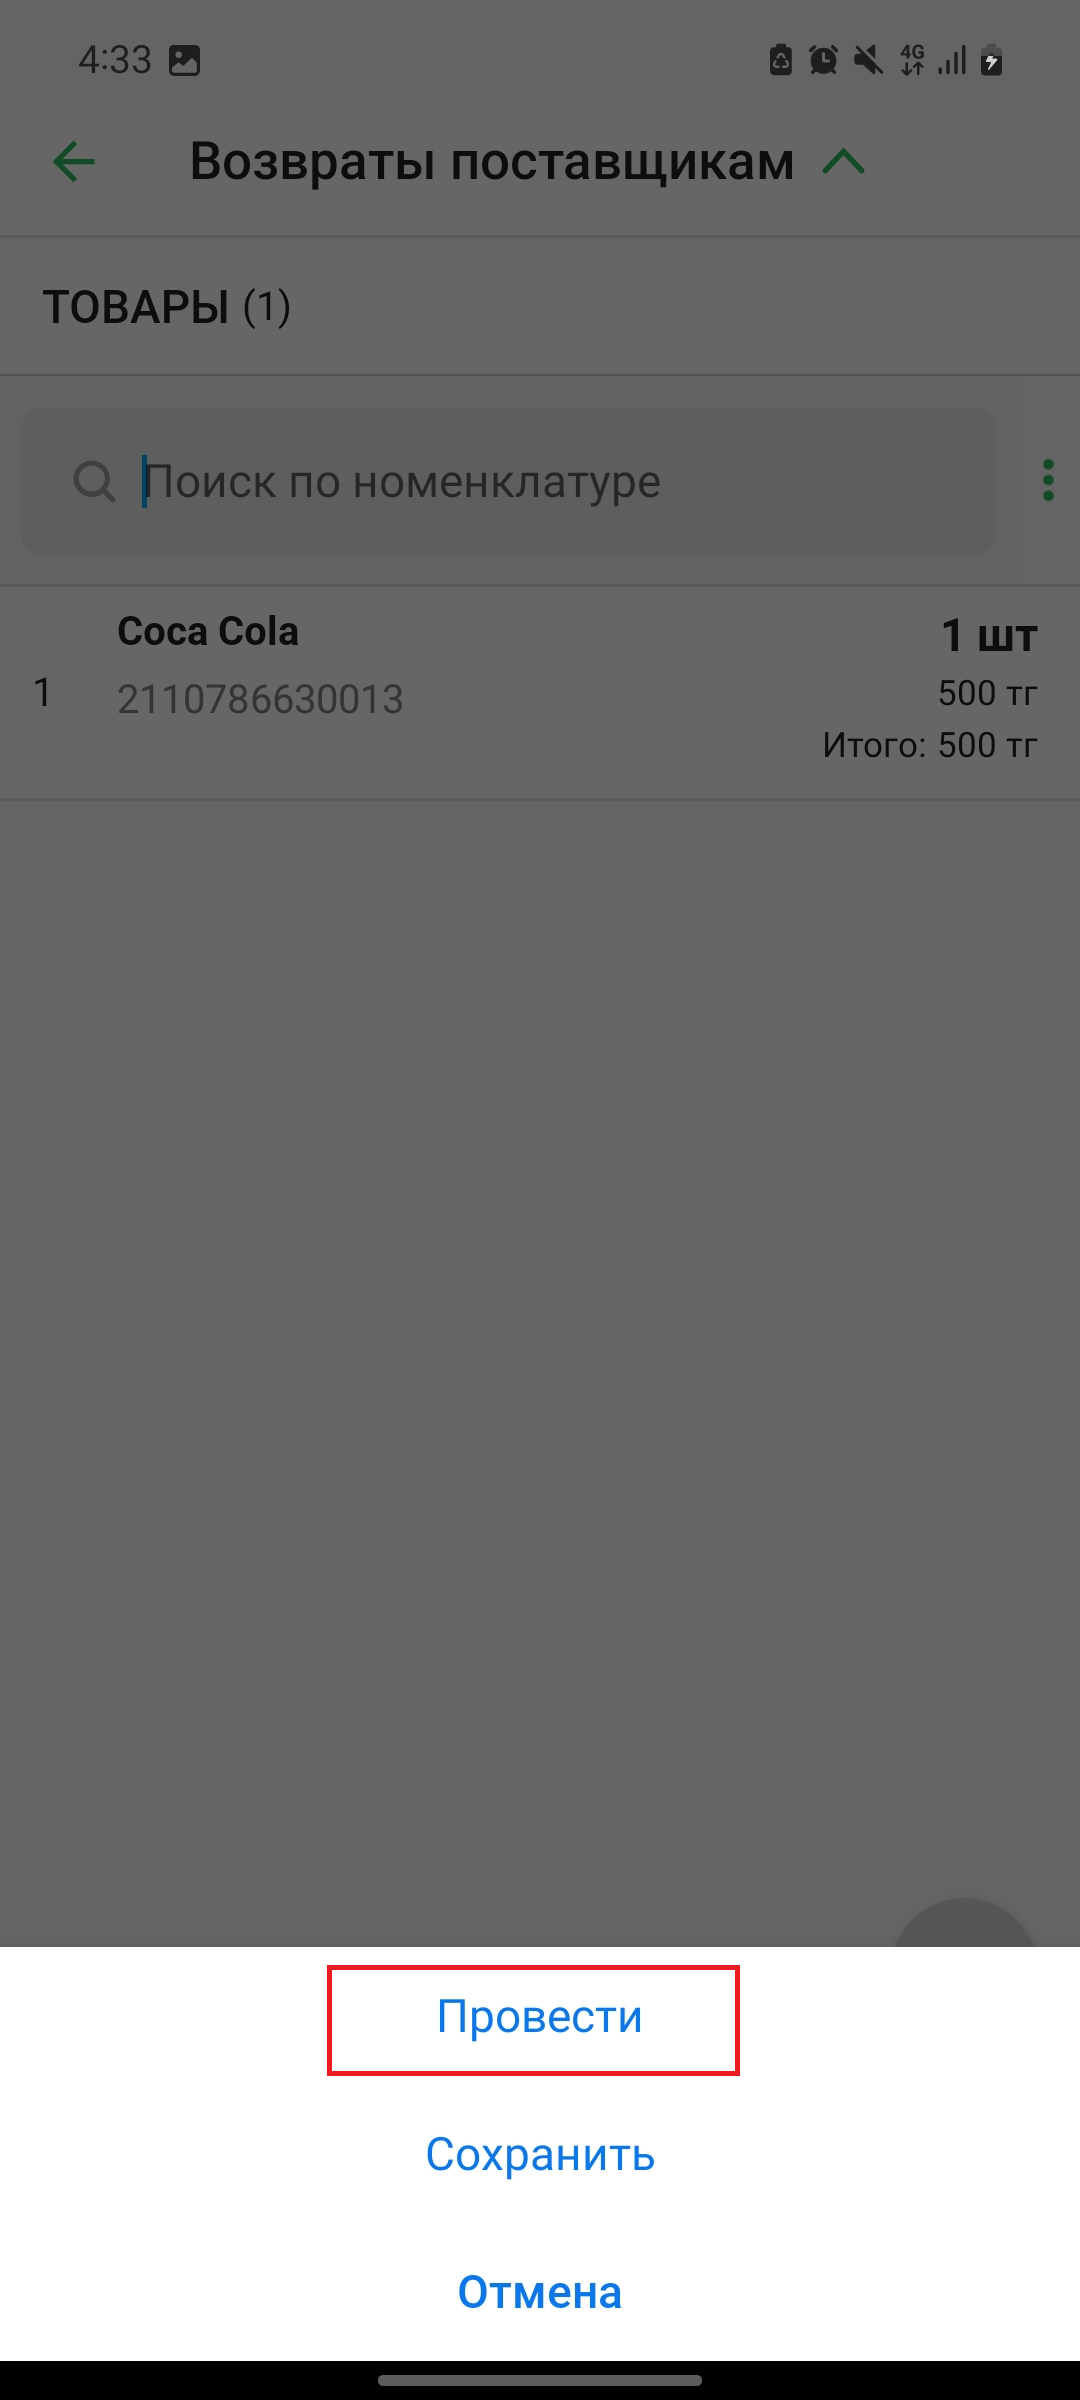 4:33
4G
Возвраты поставщикам
ТОВАРЫ (1)
Поиск по номенклатуре
1
Coca Cola
2110786630013
1 шт
500 тг
Итого: 500 тг
Провести
Сохранить
Отмена